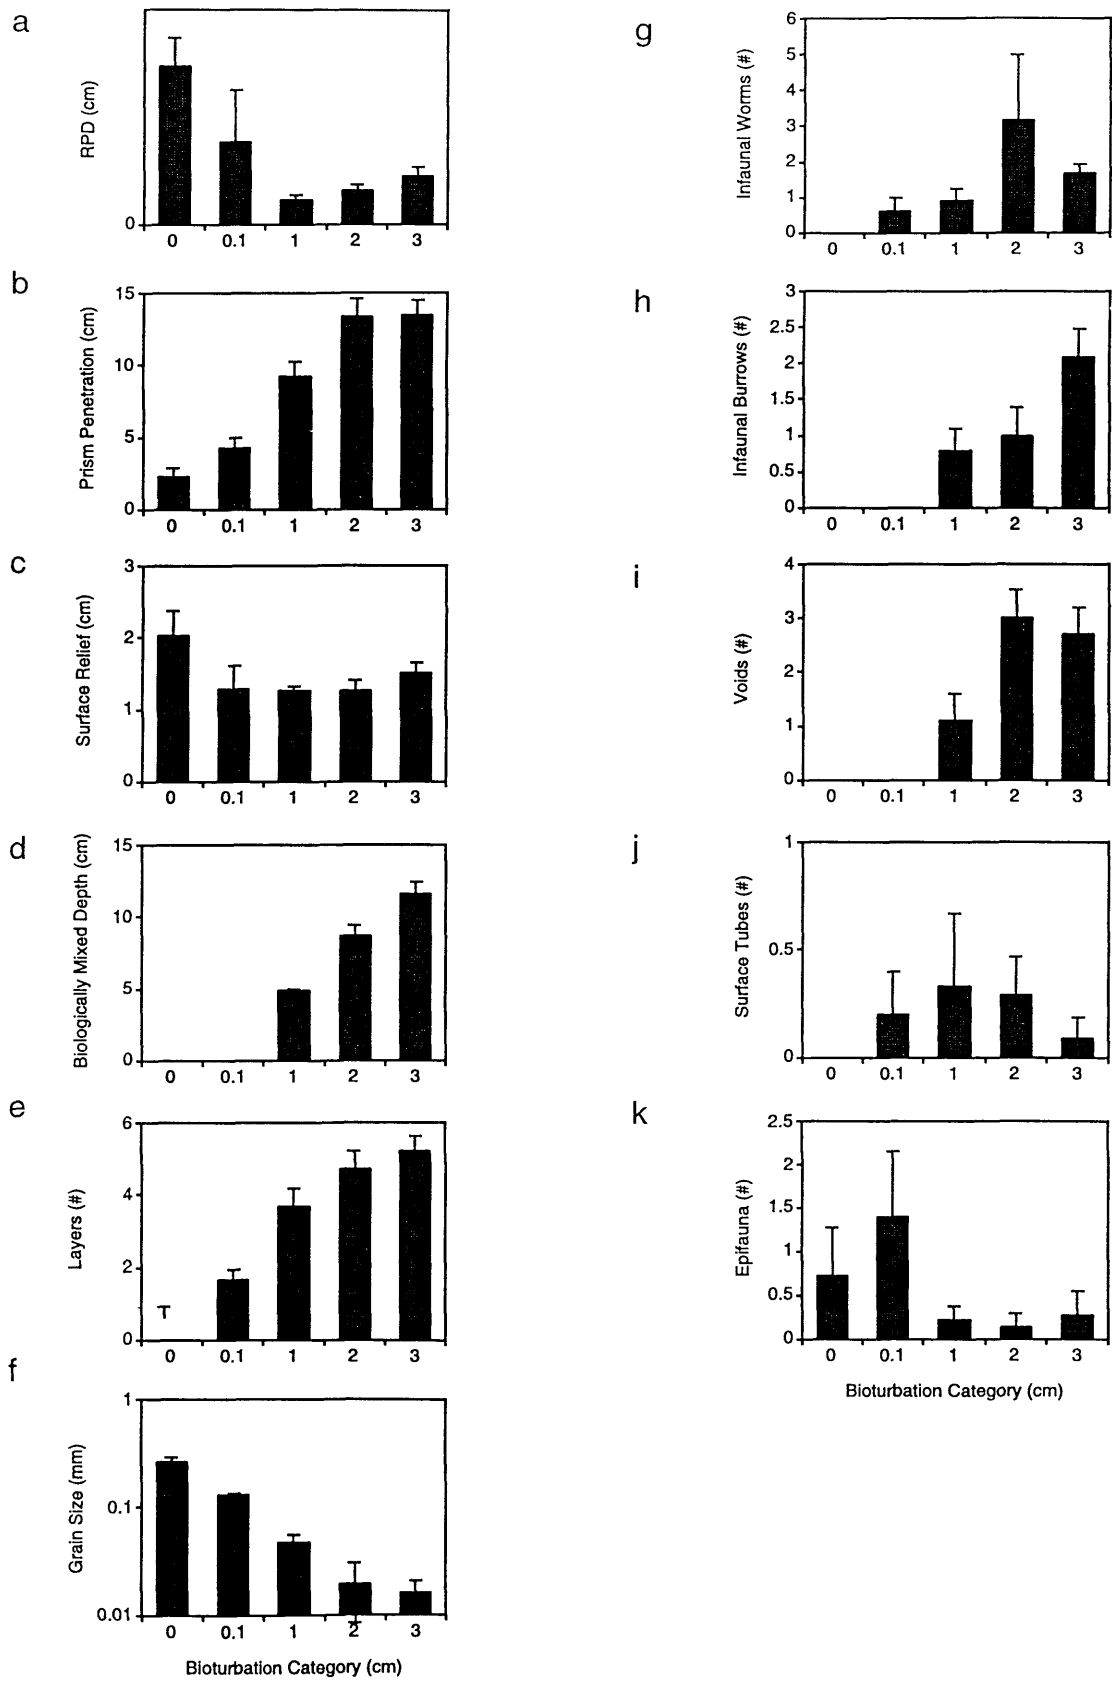 a
RPD (cm)
0
0 0.1 1 2 3
b
Prism Penetration (cm)
15
10
5
0
0 0.1 1 2 3
c
Surface Relief (cm)
3
2
1
0
0 0.1 1 2 3
d
Biologically Mixed Depth (cm)
15
10
5
0
0 0.1 1 2 3
e
Layers (#)
6
4
2
0
0 0.1 1 2 3
f
Grain Size (mm)
1
0.1
0.01
0 0.1 1 2 3
Bioturbation Category (cm)
g
Infaunal Worms (#)
6
5
4
3
2
1
0
0 0.1 1 2 3
h
Infaunal Burrows (#)
3
2.5
2
1.5
1
0.5
0
0 0.1 1 2 3
i
Voids (#)
4
3
2
1
0
0 0.1 1 2 3
j
Surface Tubes (#)
1
0.5
0
0 0.1 1 2 3
k
Epifauna (#)
2.5
2
1.5
1
0.5
0
0 0.1 1 2 3
Bioturbation Category (cm)